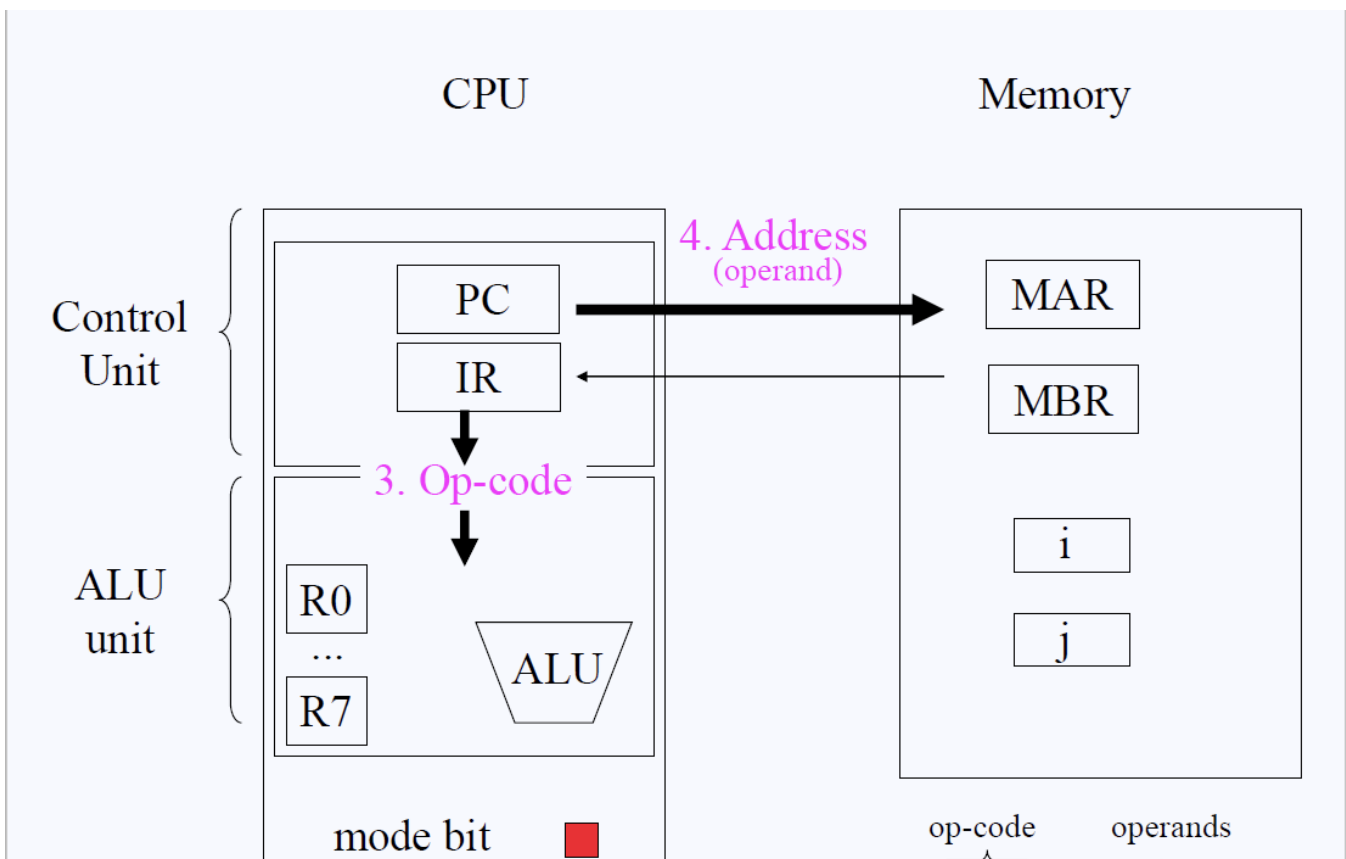 CPU
Memory
4. Address
(operand)
PC
MAR
Control
Unit
IR
MBR
3. Op-code
i
ALU
unit
R0
...
R7
ALU
j
mode bit
op-code operands